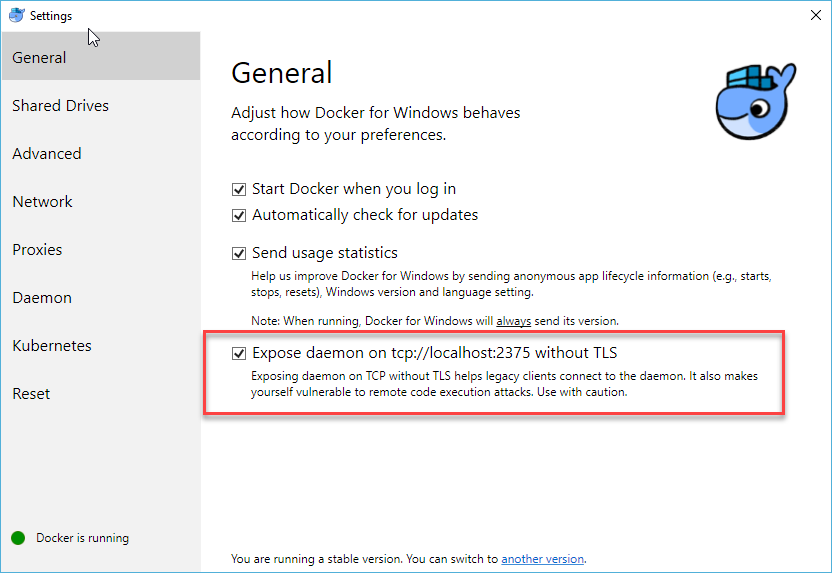 Settings
General
Shared Drives
Advanced
Network
Proxies
Daemon
Kubernetes
Reset
Docker is running
General
Adjust how Docker for Windows behaves
according to your preferences.
Start Docker when you log in
Automatically check for updates
Send usage statistics
Help us improve Docker for Windows by sending anonymous app lifecycle information (e.g., starts,
stops, resets), Windows version and language setting.
Note: When running, Docker for Windows will always send its version.
Expose daemon on tcp://localhost:2375 without TLS
Exposing daemon on TCP without TLS helps legacy clients connect to the daemon. It also makes
yourself vulnerable to remote code execution attacks. Use with caution.
You are running a stable version. You can switch to another version.